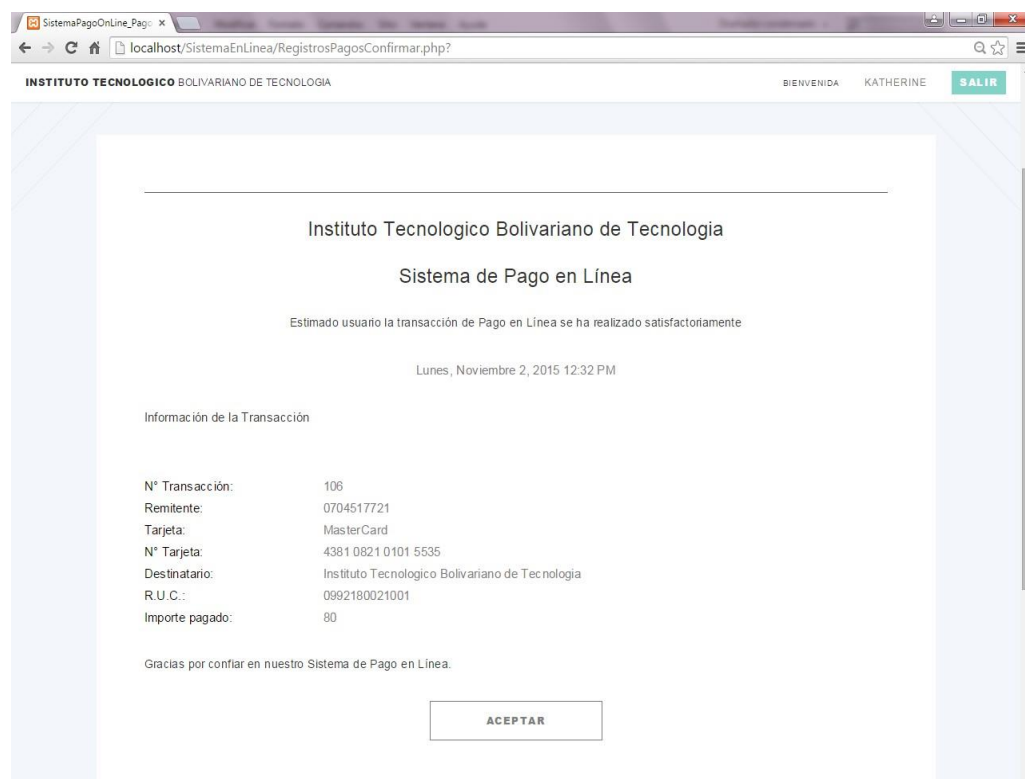 SistemaPagoOnLine_Pago
localhost/SistemaEnLinea/RegistrosPagosConfirmar.php?
INSTITUTO TECNOLOGICO BOLIVARIANO DE TECNOLOGIA BIENVENIDA KATHERINE SALIR
Instituto Tecnologico Bolivariano de Tecnologia
Sistema de Pago en Línea
Estimado usuario la transacción de Pago en Línea se ha realizado satisfactoriamente
Lunes, Noviembre 2, 2015 12:32 PM
Información de la Transacción
N° Transacción: 106
Remitente: 0704517721
Tarjeta: MasterCard
N° Tarjeta: 4381 0821 0101 5535
Destinatario: Instituto Tecnologico Bolivariano de Tecnologia
R.U.C.: 0992180021001
Importe pagado: 80
Gracias por confiar en nuestro Sistema de Pago en Línea.
ACEPTAR